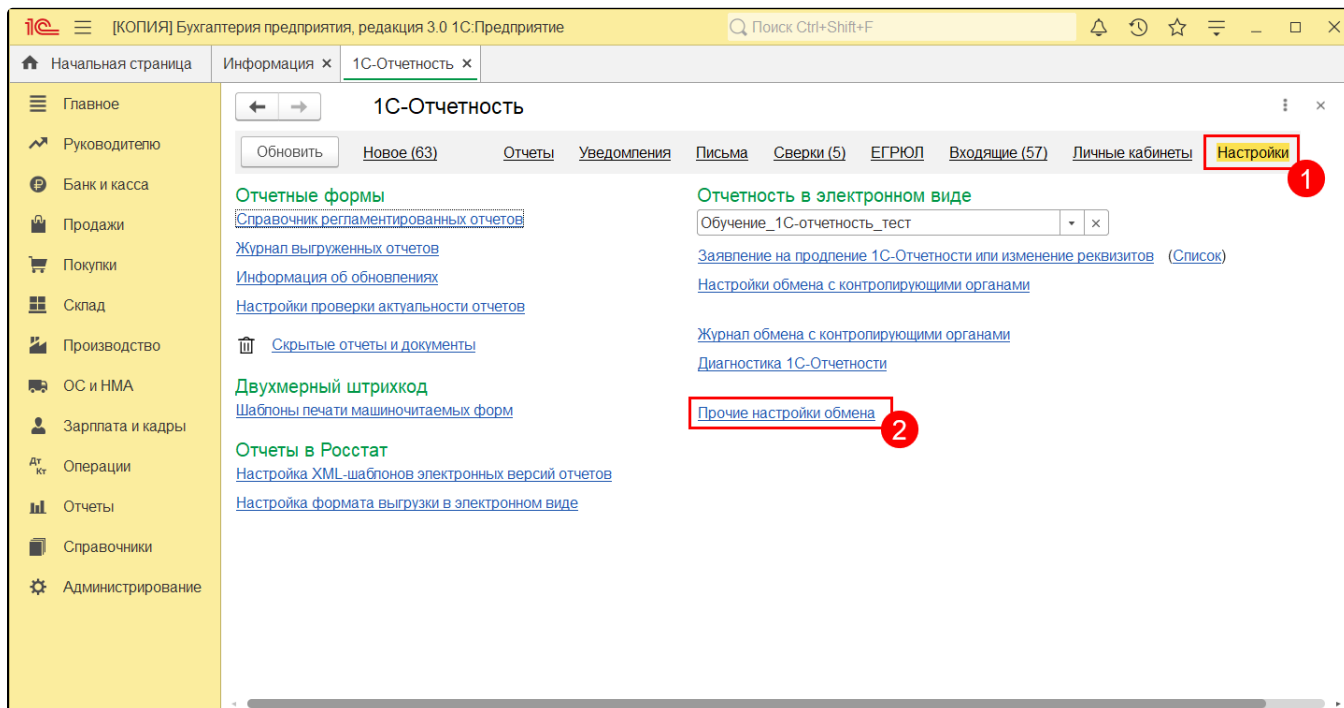 1С [КОПИЯ] Бухгалтерия предприятия, редакция 3.0 1С:Предприятие Поиск Ctrl+Shift+F
Начальная страница Информация × 1С-Отчетность ×
Главное
Руководителю
Банк и касса
Продажи
Покупки
Склад
Производство
ОС и НМА
Зарплата и кадры
Дт Кт Операции
Отчеты
Справочники
Администрирование
1С-Отчетность
Обновить Новое (63) Отчеты Уведомления Письма Сверки (5) ЕГРЮЛ Входящие (57) Личные кабинеты Настройки
1
Отчетные формы
Справочник регламентированных отчетов
Журнал выгруженных отчетов
Информация об обновлениях
Настройки проверки актуальности отчетов
Скрытые отчеты и документы
Двухмерный штрихкод
Шаблоны печати машиночитаемых форм
Отчеты в Росстат
Настройка XML-шаблонов электронных версий отчетов
Настройка формата выгрузки в электронном виде
Отчетность в электронном виде
Обучение_1С-отчетность_тест
Заявление на продление 1С-Отчетности или изменение реквизитов (Список)
Настройки обмена с контролирующими органами
Журнал обмена с контролирующими органами
Диагностика 1С-Отчетности
Прочие настройки обмена
2